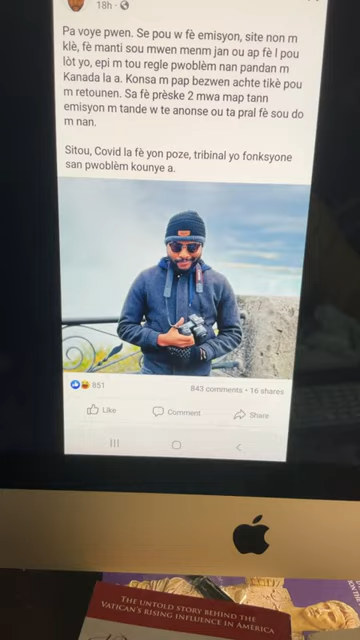 18h
Pa voye pwen. Se pou w fè emisyon, site non m
klè, fè manti sou mwen menm jan ou ap fè l pou
lòt yo, epi m tou regle pwoblèm nan pandan m
Kanada la a. Konsa m pap bezwen achte tikè pou
m retounen. Sa fè prèske 2 mwa map tann
emisyon m tande w te anonse ou ta pral fè sou do
m nan.
Sitou, Covid la fè yon poze, tribinal yo fonksyone
san pwoblèm kounye a.
851
843 comments • 16 shares
Like
Comment
Share
THE UNTOLD STORY BEHIND THE
VATICAN'S RISING INFLUENCE IN AMERICA